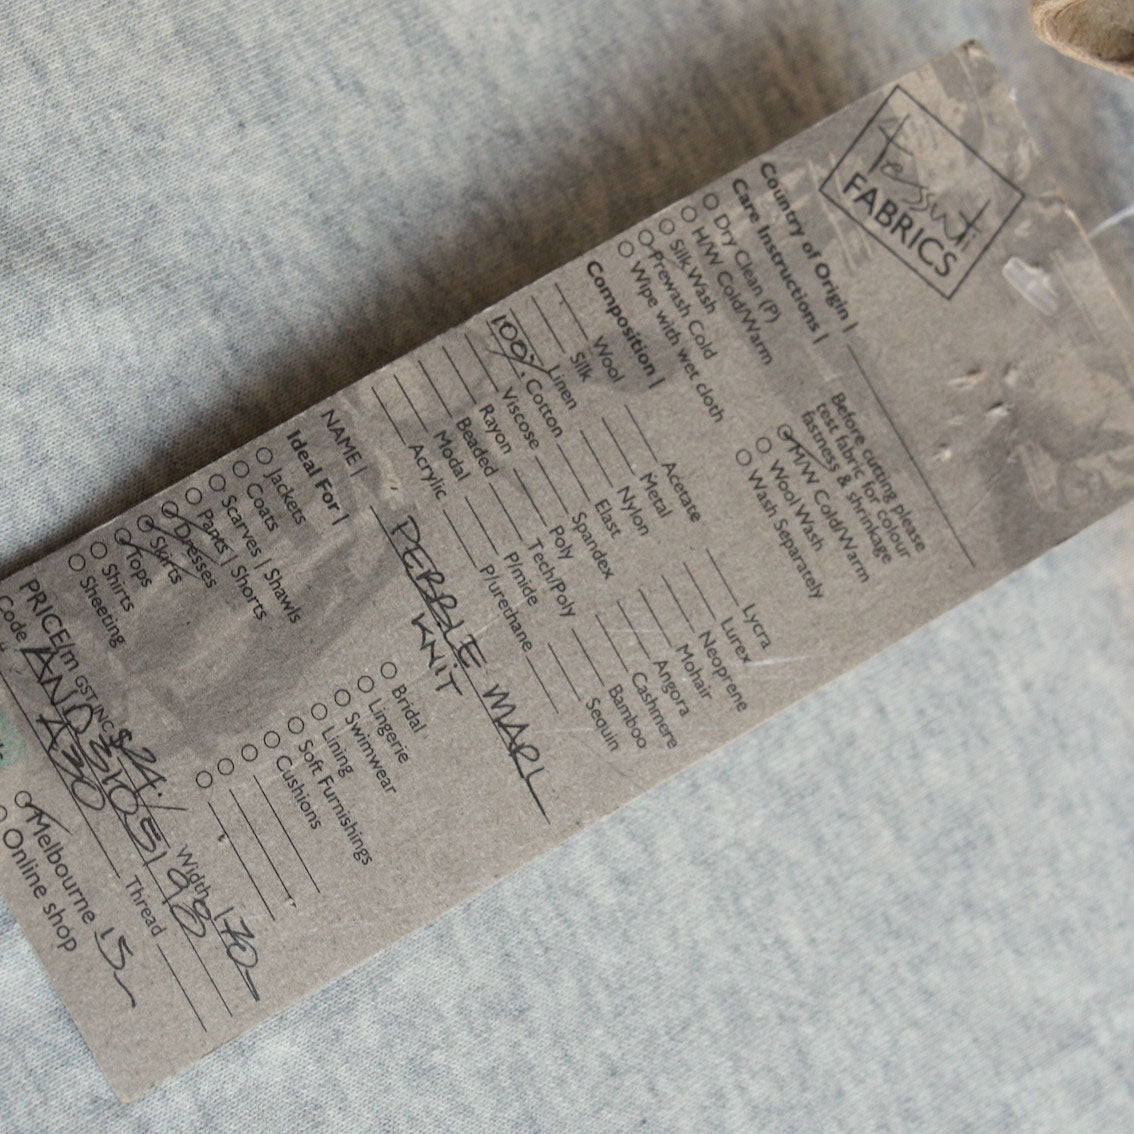 tessuti
FABRICS
Country of Origin |
Care Instructions |
Dry Clean (P)
H/W Cold/Warm
Silk Wash
Prewash Cold
Wipe with wet cloth
Before cutting please
test fabric for colour
fastness & shrinkage
M/W Cold/Warm
Wool Wash
Wash Separately
Composition |
Wool
Silk
Linen
100% Cotton
Viscose
Rayon
Beaded
Modal
Acrylic
Acetate
Metal
Nylon
Elast
Spandex
Poly
Tech/Poly
P/mide
P/urethane
Lycra
Lurex
Neoprene
Mohair
Angora
Cashmere
Bamboo
Sequin
NAME | PEBBLE MARL
KNIT
Ideal For |
Jackets
Coats
Scarves | Shawls
Pants | Shorts
Dresses
Skirts
Tops
Shirts
Sheeting
Bridal
Lingerie
Swimwear
Lining
Soft Furnishings
Cushions
PRICE/m GST INC. $24./ Width 170
Code
A30 Thread
Melbourne 15
Online shop